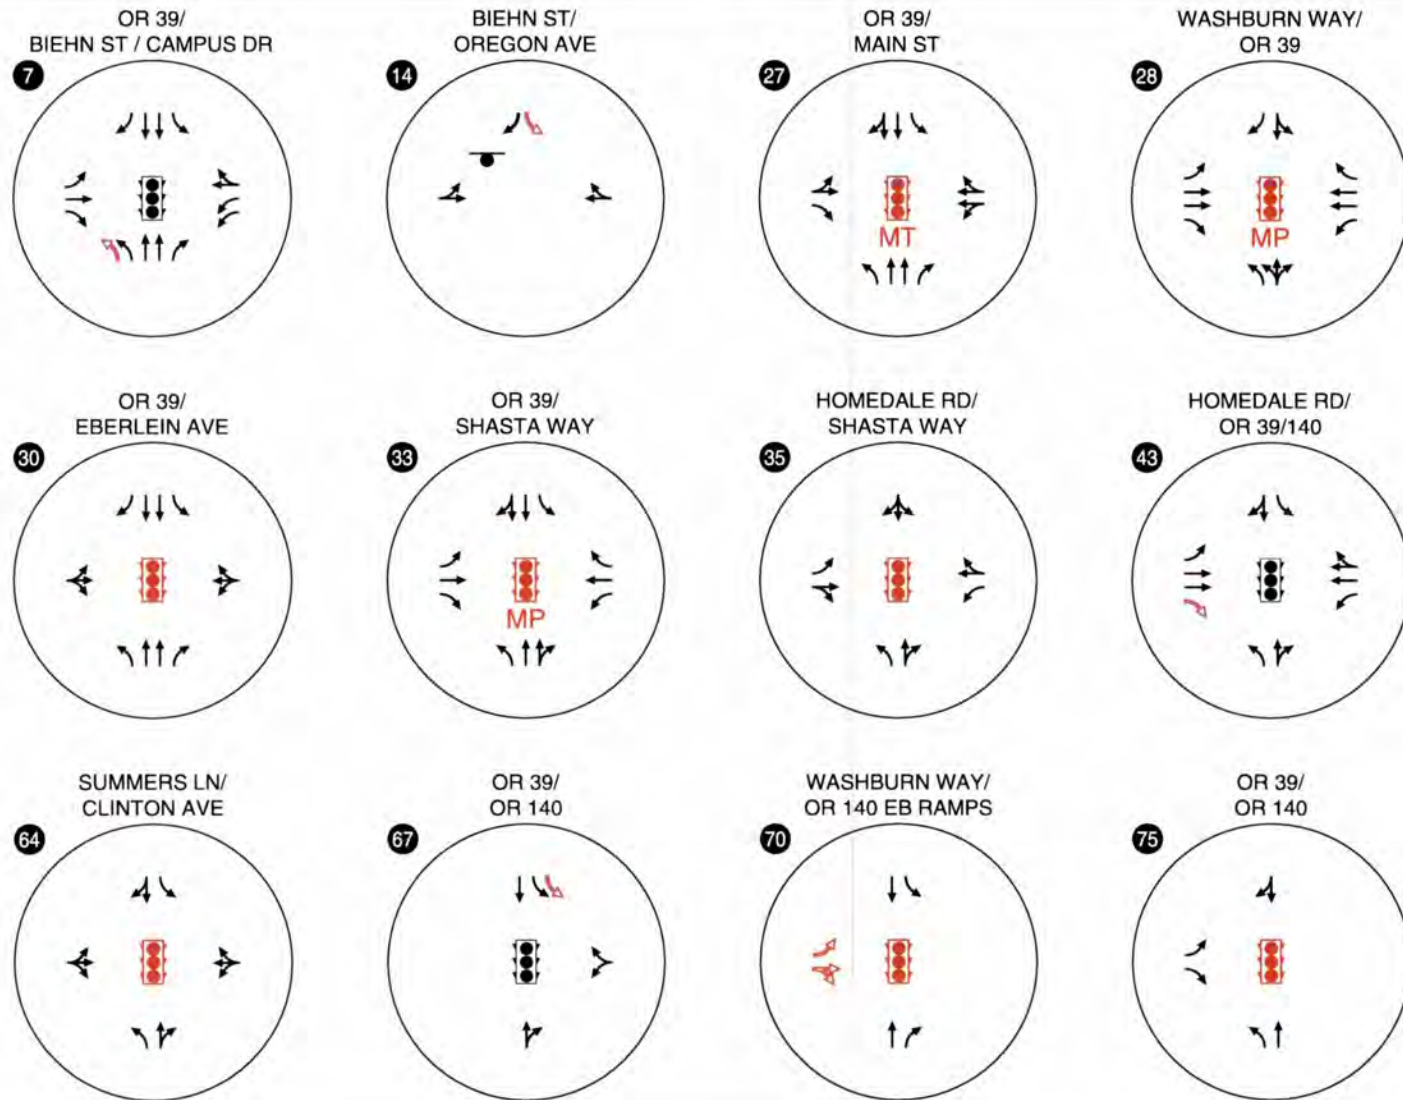 OR 39/
BIEHN ST / CAMPUS DR
7
BIEHN ST/
OREGON AVE
14
OR 39/
MAIN ST
27
MT
WASHBURN WAY/
OR 39
28
MP
OR 39/
EBERLEIN AVE
30
OR 39/
SHASTA WAY
33
MP
HOMEDALE RD/
SHASTA WAY
35
HOMEDALE RD/
OR 39/140
43
SUMMERS LN/
CLINTON AVE
64
OR 39/
OR 140
67
WASHBURN WAY/
OR 140 EB RAMPS
70
OR 39/
OR 140
75